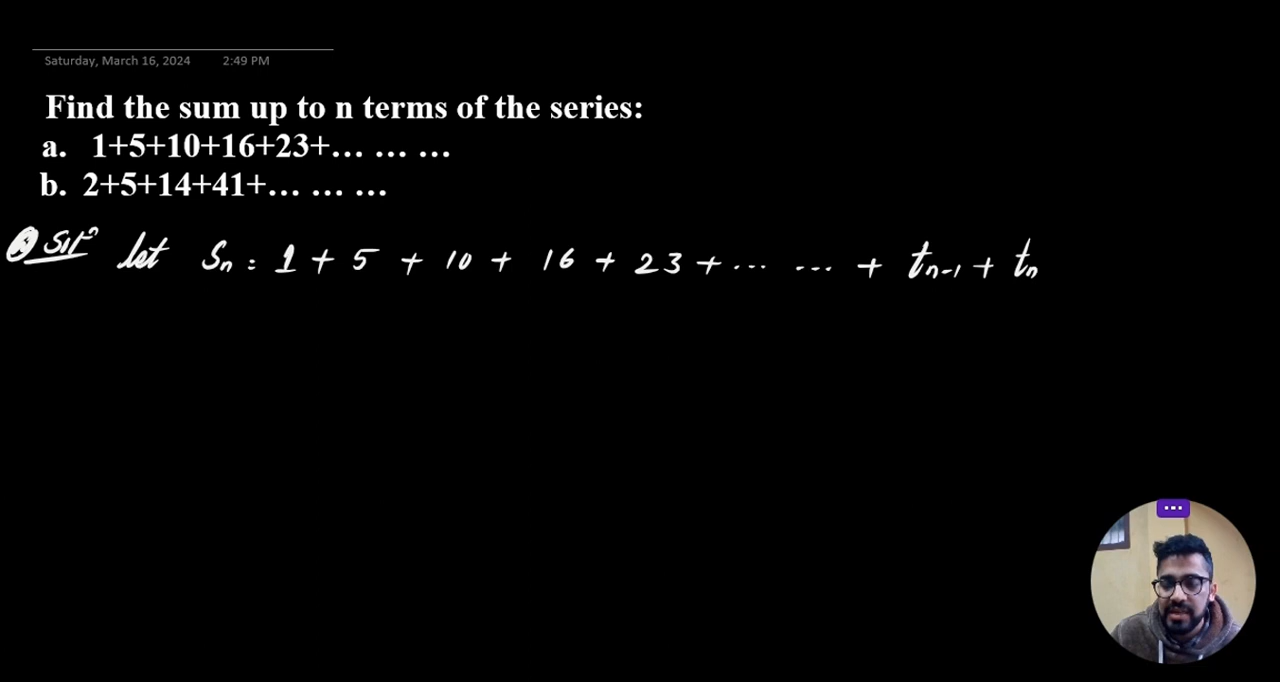 Saturday, March 16, 2024 2:49 PM
Find the sum up to n terms of the series:
a. 1+5+10+16+23+... ... ...
b. 2+5+14+41+... ... ...
let Sn = 1 + 5 + 10 + 16 + 23 + ... ... + tn-1 + tn